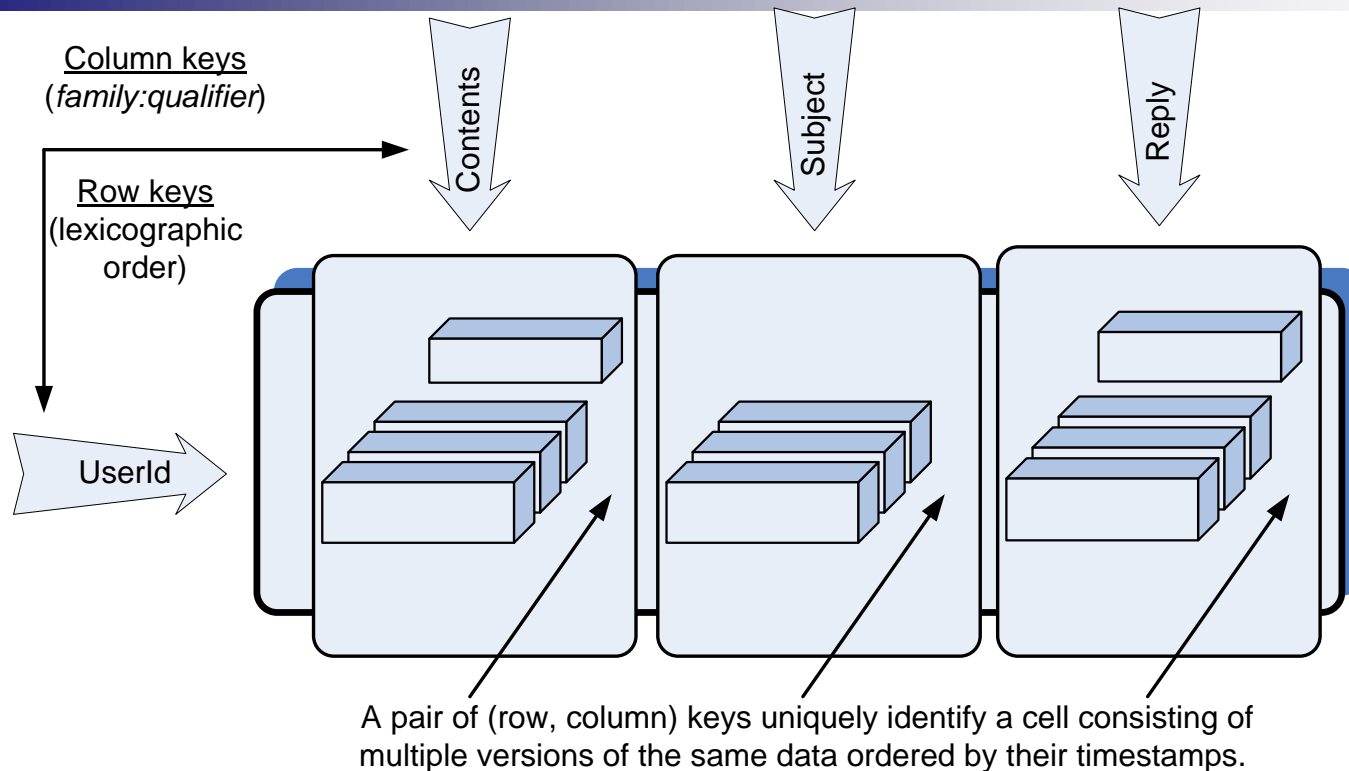 Column keys
(family:qualifier)
Contents
Subject
Reply
Row keys
(lexicographic
order)
UserId
A pair of (row, column) keys uniquely identify a cell consisting of
multiple versions of the same data ordered by their timestamps.